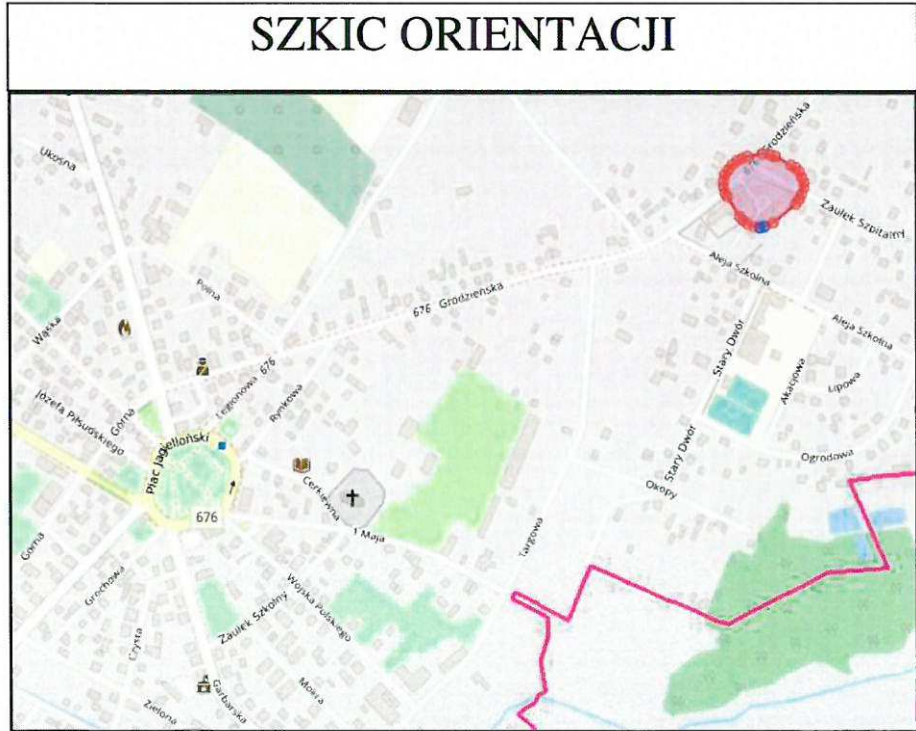 SZKIC ORIENTACJI
Ukośna
676 Grodzieńska
Zaułek Szpitalny
Aleja Szkolna
Polna
676 Grodzieńska
Wąska
Aleja Szkolna
Stary Dwór
Legionowa 676
Rynkowa
Akacjowa
Lipowa
Józefa Piłsudskiego
Górna
Plac Jagielloński
Stary Dwór
Ogrodowa
Okopy
Cerkiewna
676
1 Maja
Targowa
Górna
Grochowa
Wojska Polskiego
Zaułek Szkolny
Czysta
Mokra
Garbarska
Zielona